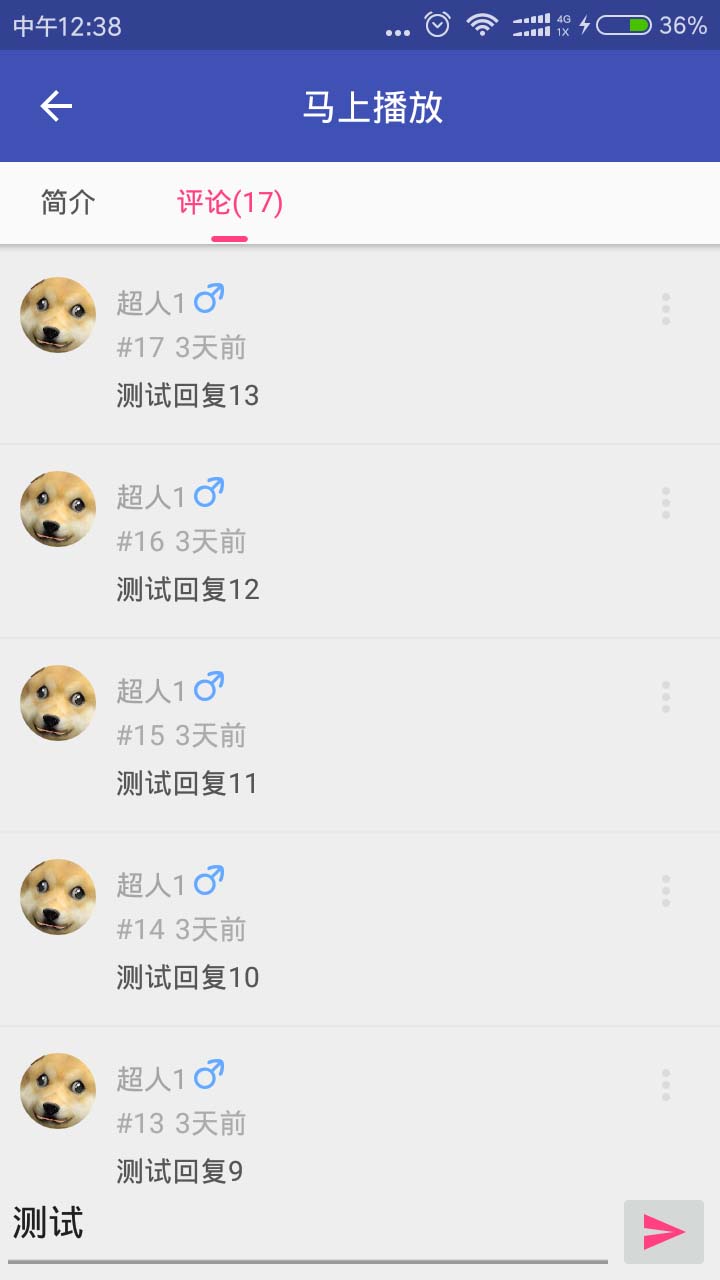 中午12:38 ... 4G 1X 36%
马上播放
简介 评论(17)
超人1
#17 3天前
测试回复13
超人1
#16 3天前
测试回复12
超人1
#15 3天前
测试回复11
超人1
#14 3天前
测试回复10
超人1
#13 3天前
测试回复9
测试